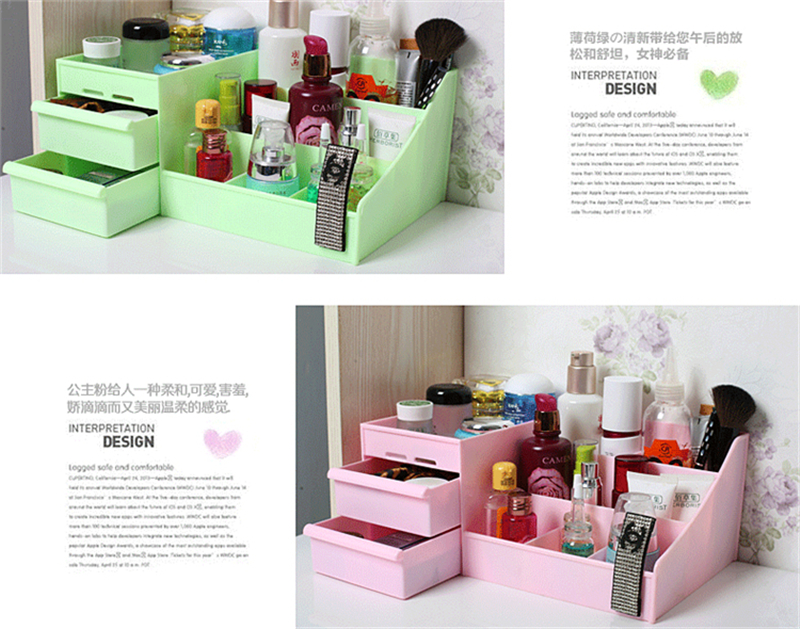 薄荷绿の清新带给您午后的放
松和舒坦，女神必备
INTERPRETATION
DESIGN
Lagged safe and comfortable
CUPERTINO, California—April 24, 2013—Apple today announced that it will
held its annual Worldwide Developers Conference (WWDC) June 10 through June 14
at San Francisco's Moscone West. At the five-day conference, developers from
around the world will learn about the future of iOS and OS X, enabling them
to create incredible new apps with innovative features. WWDC will also feature
more than 100 technical sessions presented by over 1,000 Apple engineers,
hands-on labs to help developers integrate new technologies, as well as the
popular Apple Design Awards, a showcase of the most outstanding apps available
through the App Store and Mac App Store. Tickets for this year's WWDC go on
sale Thursday, April 25 at 10 a.m. PDT.
CAMEN
公主粉给人一种柔和,可爱,害羞,
娇滴滴而又美丽温柔的感觉.
INTERPRETATION
DESIGN
Lagged safe and comfortable
CUPERTINO, California—April 24, 2013—Apple today announced that it will
held its annual Worldwide Developers Conference (WWDC) June 10 through June 14
at San Francisco's Moscone West. At the five-day conference, developers from
around the world will learn about the future of iOS and OS X, enabling them
to create incredible new apps with innovative features. WWDC will also feature
more than 100 technical sessions presented by over 1,000 Apple engineers,
hands-on labs to help developers integrate new technologies, as well as the
popular Apple Design Awards, a showcase of the most outstanding apps available
through the App Store and Mac App Store. Tickets for this year's WWDC go on
sale Thursday, April 25 at 10 a.m. PDT.
CAMEN